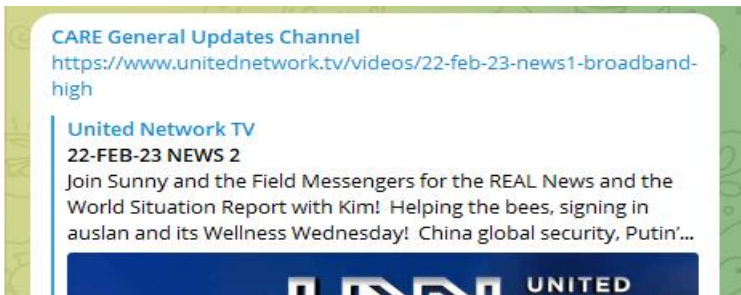 CARE General Updates Channel
https://www.unitednetwork.tv/videos/22-feb-23-news1-broadband-
high
United Network TV
22-FEB-23 NEWS 2
Join Sunny and the Field Messengers for the REAL News and the
World Situation Report with Kim!  Helping the bees, signing in
auslan and its Wellness Wednesday!  China global security, Putin’...
UNITED